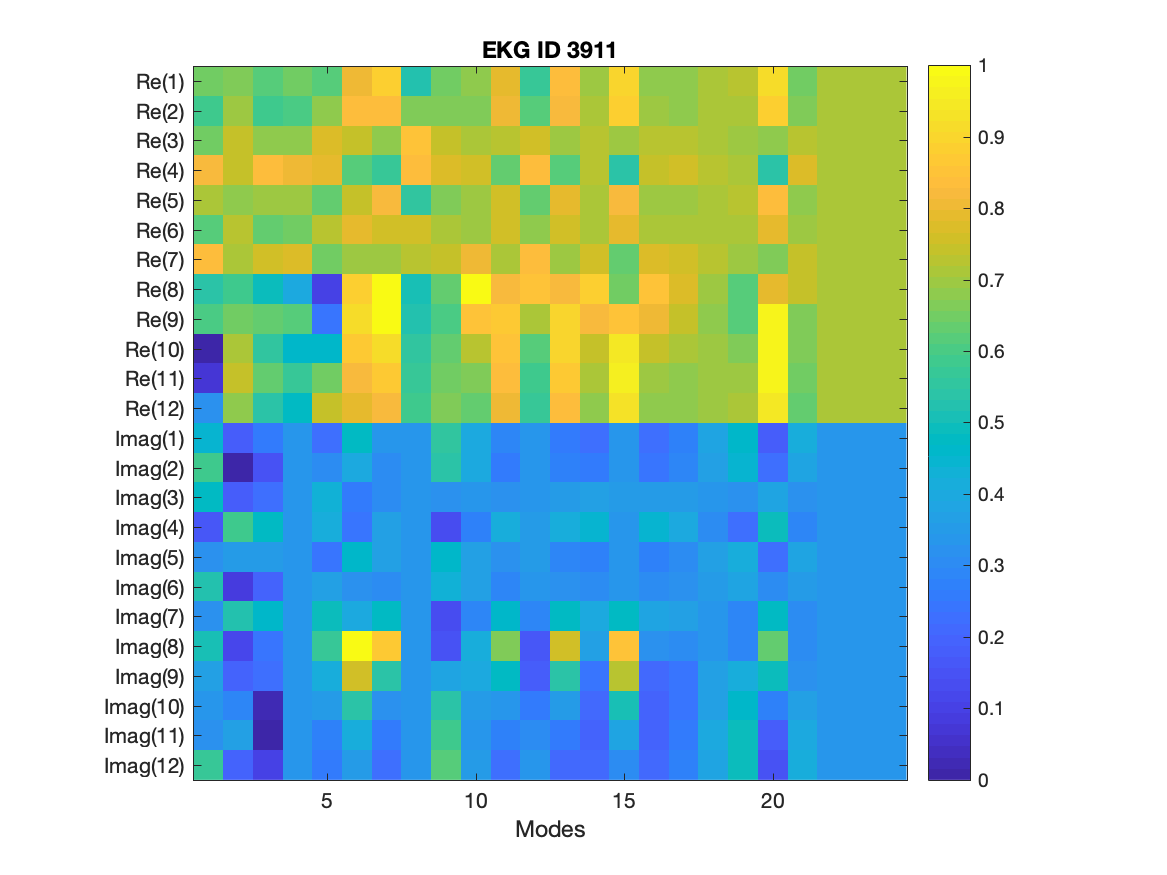 EKG ID 3911
Re(1)
Re(2)
Re(3)
Re(4)
Re(5)
Re(6)
Re(7)
Re(8)
Re(9)
Re(10)
Re(11)
Re(12)
Imag(1)
Imag(2)
Imag(3)
Imag(4)
Imag(5)
Imag(6)
Imag(7)
Imag(8)
Imag(9)
Imag(10)
Imag(11)
Imag(12)
5 10 15 20
Modes
1
0.9
0.8
0.7
0.6
0.5
0.4
0.3
0.2
0.1
0